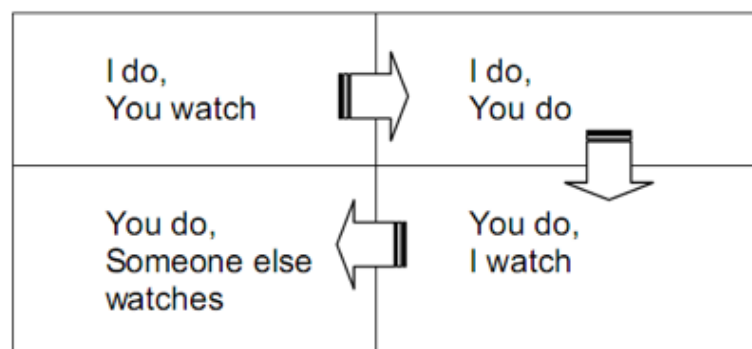 I do,
You watch
I do,
You do
You do,
I watch
You do,
Someone else
watches